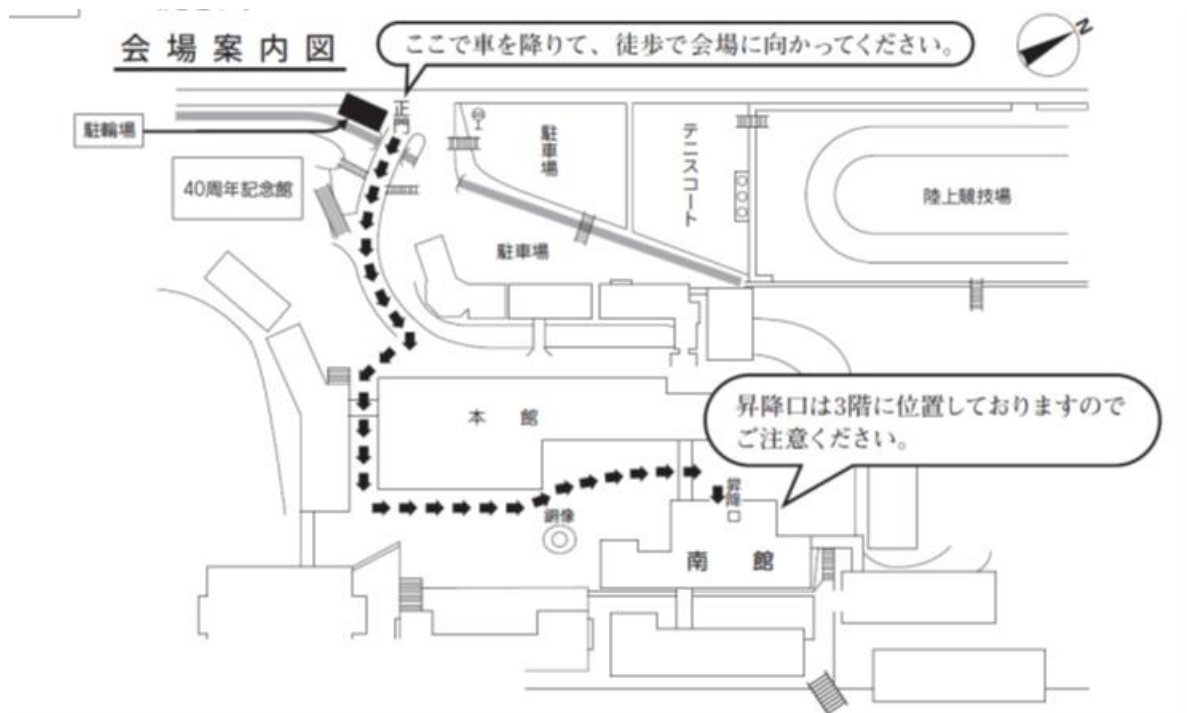 会場案内図
ここで車を降りて、徒歩で会場に向かってください。
N
正門
駐輪場
40周年記念館
駐車場
テニスコート
陸上競技場
駐車場
本館
昇降口は3階に位置しておりますので
ご注意ください。
昇降口
銅像
南館